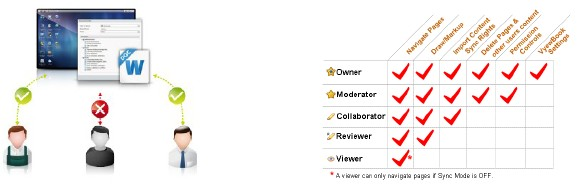 DOC
W
Navigate Pages
Draw/Markup
Import Content
Sync Rights
Delete Pages &
other users content
Permission
Controls
VyewBook
Settings
Owner
Moderator
Collaborator
Reviewer
Viewer
*
* A viewer can only navigate pages if Sync Mode is OFF.